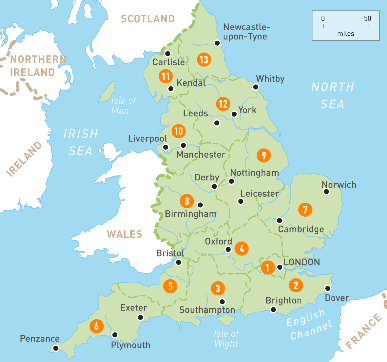 SCOTLAND
0 50
miles
Newcastle-
upon-Tyne
NORTHERN
IRELAND
Carlisle
13
11
Kendal
Whitby
NORTH
SEA
Isle of
Man
12
Leeds
York
IRISH
SEA
10
Liverpool
Manchester
9
IRELAND
Derby
Nottingham
Norwich
Leicester
8
Birmingham
7
Cambridge
WALES
Oxford
4
Bristol
1
LONDON
5
3
2
Dover
Exeter
Southampton
Brighton
6
Isle of
Wight
English
Channel
Plymouth
Penzance
FRANCE